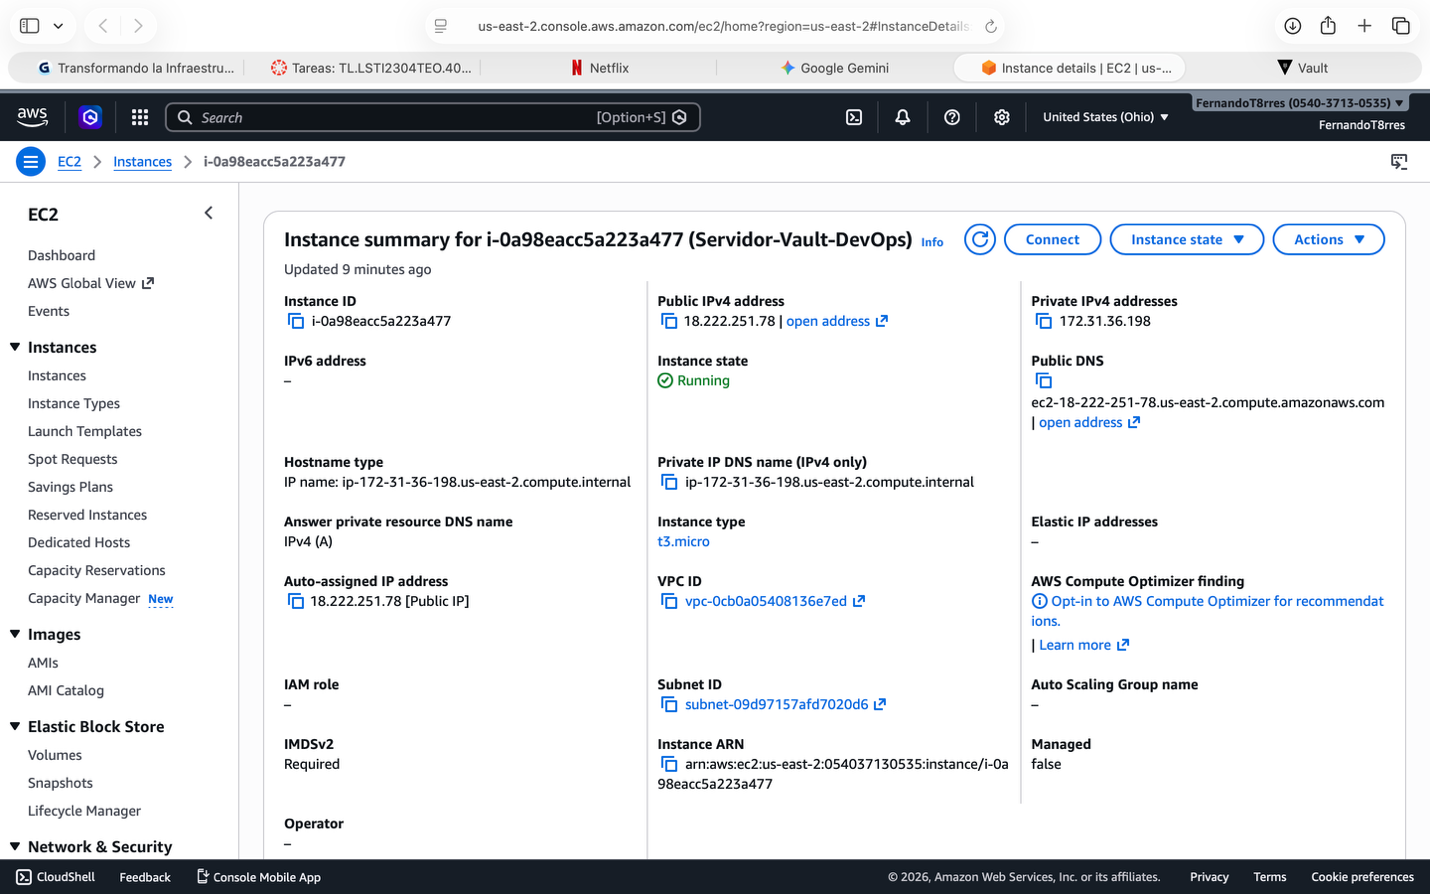 us-east-2.console.aws.amazon.com/ec2/home?region=us-east-2#InstanceDetails:
Transformando la Infraestru...
Tareas: TL.LSTI2304TEO.40...
Netflix
Google Gemini
Instance details | EC2 | us-...
Vault
aws
Search
[Option+S]
United States (Ohio)
FernandoT8rres (0540-3713-0535)
FernandoT8rres
EC2
Instances
i-0a98eacc5a223a477
EC2
Dashboard
AWS Global View
Events
Instances
Instances
Instance Types
Launch Templates
Spot Requests
Savings Plans
Reserved Instances
Dedicated Hosts
Capacity Reservations
Capacity Manager New
Images
AMIs
AMI Catalog
Elastic Block Store
Volumes
Snapshots
Lifecycle Manager
Network & Security
Instance summary for i-0a98eacc5a223a477 (Servidor-Vault-DevOps) Info
Connect
Instance state
Actions
Updated 9 minutes ago
Instance ID
i-0a98eacc5a223a477
Public IPv4 address
18.222.251.78 | open address
Private IPv4 addresses
172.31.36.198
IPv6 address
–
Instance state
Running
Public DNS
ec2-18-222-251-78.us-east-2.compute.amazonaws.com
| open address
Hostname type
IP name: ip-172-31-36-198.us-east-2.compute.internal
Private IP DNS name (IPv4 only)
ip-172-31-36-198.us-east-2.compute.internal
Answer private resource DNS name
IPv4 (A)
Instance type
t3.micro
Elastic IP addresses
–
Auto-assigned IP address
18.222.251.78 [Public IP]
VPC ID
vpc-0cb0a05408136e7ed
AWS Compute Optimizer finding
Opt-in to AWS Compute Optimizer for recommendat
ions.
| Learn more
IAM role
–
Subnet ID
subnet-09d97157afd7020d6
Auto Scaling Group name
–
IMDSv2
Required
Instance ARN
arn:aws:ec2:us-east-2:054037130535:instance/i-0a
98eacc5a223a477
Managed
false
Operator
–
CloudShell
Feedback
Console Mobile App
© 2026, Amazon Web Services, Inc. or its affiliates.
Privacy
Terms
Cookie preferences